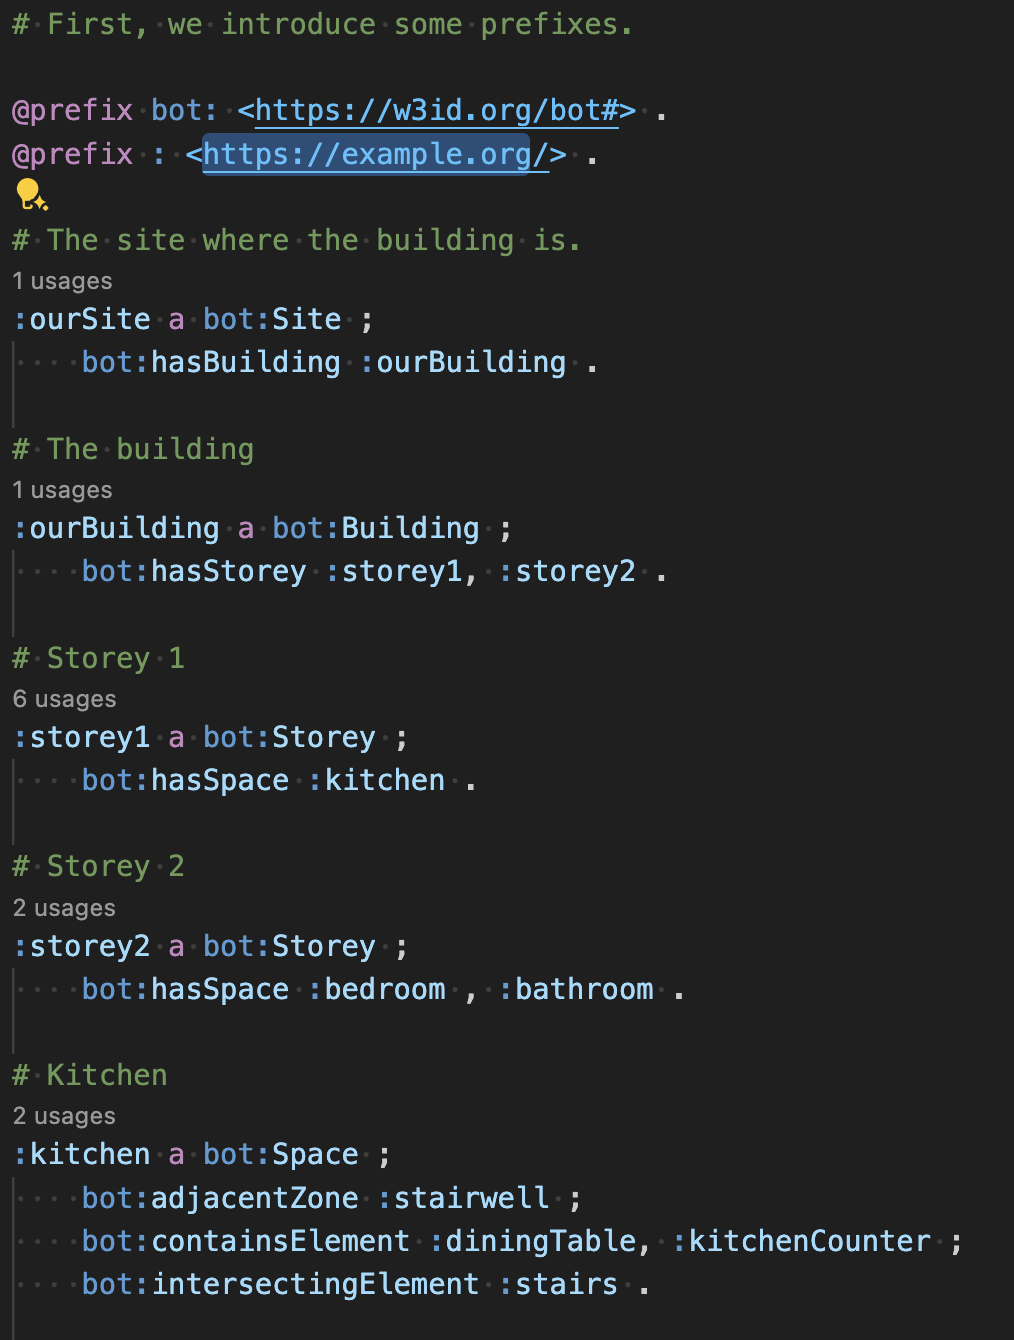 # First, we introduce some prefixes.
@prefix bot: <https://w3id.org/bot#> .
@prefix : <https://example.org/> .
# The site where the building is.
1 usages
:ourSite a bot:Site ;
    bot:hasBuilding :ourBuilding .
# The building
1 usages
:ourBuilding a bot:Building ;
    bot:hasStorey :storey1, :storey2 .
# Storey 1
6 usages
:storey1 a bot:Storey ;
    bot:hasSpace :kitchen .
# Storey 2
2 usages
:storey2 a bot:Storey ;
    bot:hasSpace :bedroom , :bathroom .
# Kitchen
2 usages
:kitchen a bot:Space ;
    bot:adjacentZone :stairwell ;
    bot:containsElement :diningTable, :kitchenCounter ;
    bot:intersectingElement :stairs .